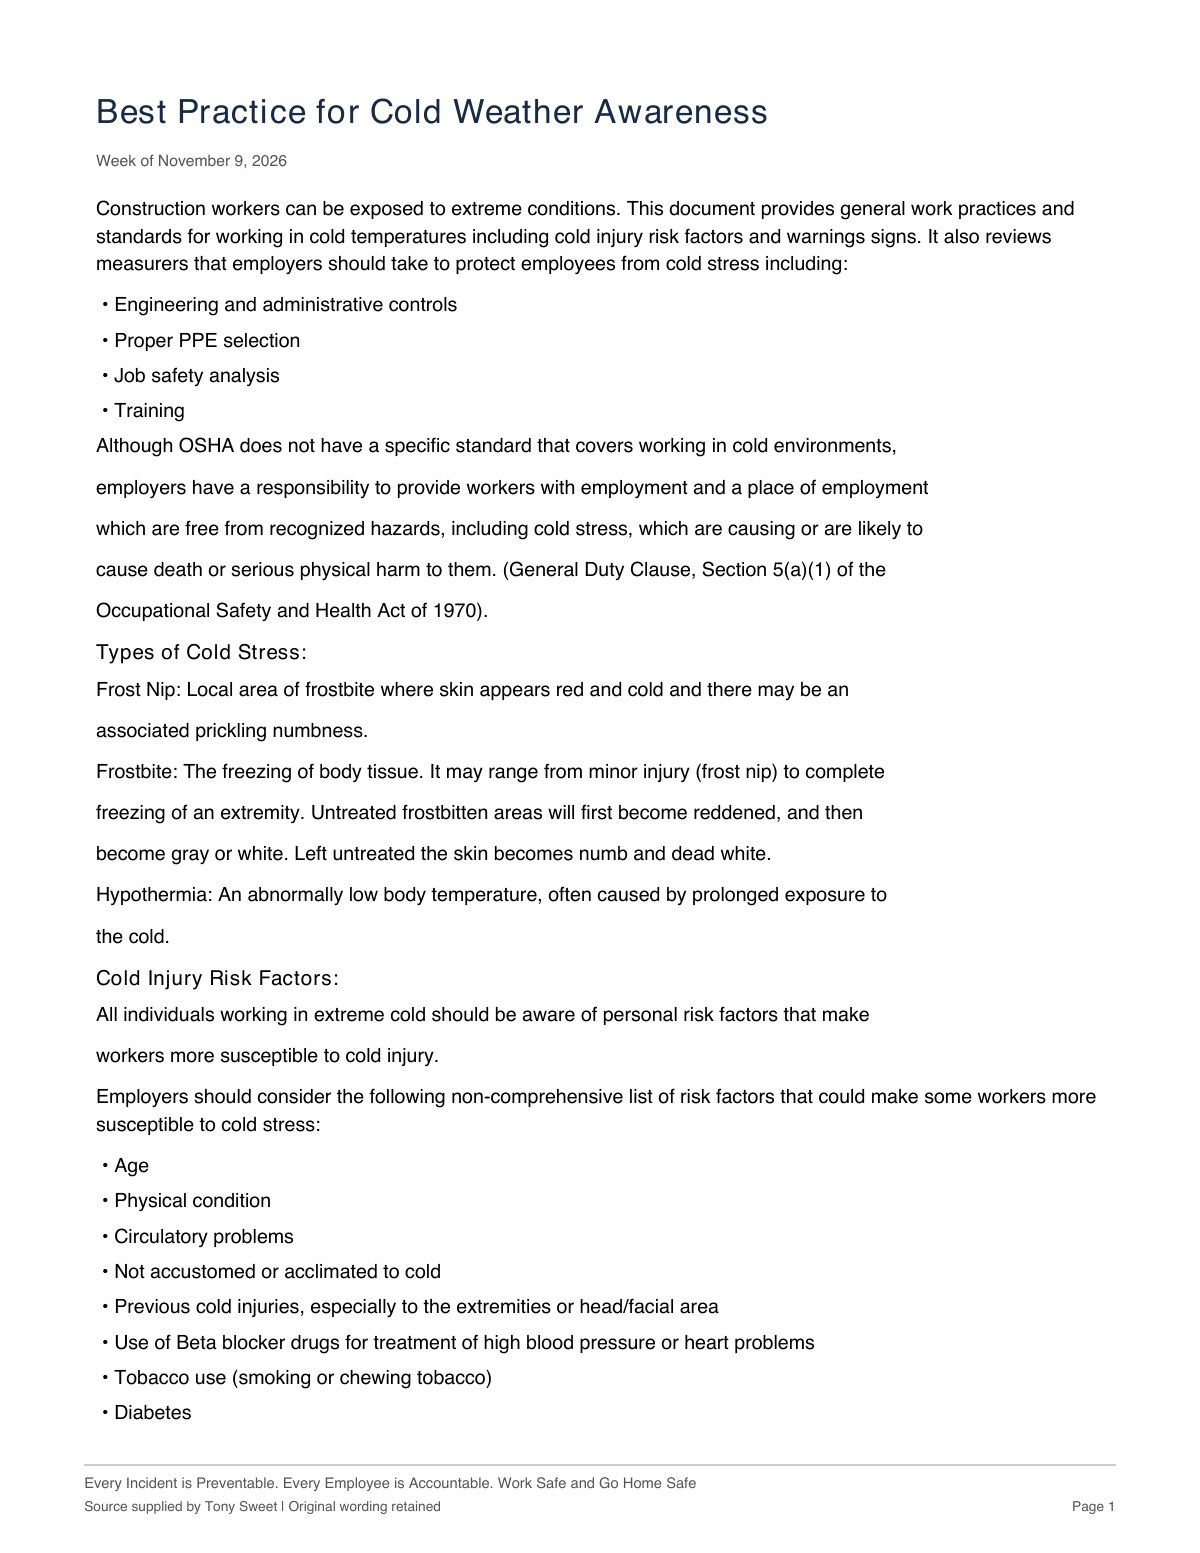 Best Practice for Cold Weather Awareness
Week of November 9, 2026
Construction workers can be exposed to extreme conditions. This document provides general work practices and
standards for working in cold temperatures including cold injury risk factors and warnings signs. It also reviews
measurers that employers should take to protect employees from cold stress including:
• Engineering and administrative controls
• Proper PPE selection
• Job safety analysis
• Training
Although OSHA does not have a specific standard that covers working in cold environments,
employers have a responsibility to provide workers with employment and a place of employment
which are free from recognized hazards, including cold stress, which are causing or are likely to
cause death or serious physical harm to them. (General Duty Clause, Section 5(a)(1) of the
Occupational Safety and Health Act of 1970).
Types of Cold Stress:
Frost Nip: Local area of frostbite where skin appears red and cold and there may be an
associated prickling numbness.
Frostbite: The freezing of body tissue. It may range from minor injury (frost nip) to complete
freezing of an extremity. Untreated frostbitten areas will first become reddened, and then
become gray or white. Left untreated the skin becomes numb and dead white.
Hypothermia: An abnormally low body temperature, often caused by prolonged exposure to
the cold.
Cold Injury Risk Factors:
All individuals working in extreme cold should be aware of personal risk factors that make
workers more susceptible to cold injury.
Employers should consider the following non-comprehensive list of risk factors that could make some workers more
susceptible to cold stress:
• Age
• Physical condition
• Circulatory problems
• Not accustomed or acclimated to cold
• Previous cold injuries, especially to the extremities or head/facial area
• Use of Beta blocker drugs for treatment of high blood pressure or heart problems
• Tobacco use (smoking or chewing tobacco)
• Diabetes
Every Incident is Preventable. Every Employee is Accountable. Work Safe and Go Home Safe
Source supplied by Tony Sweet | Original wording retained
Page 1